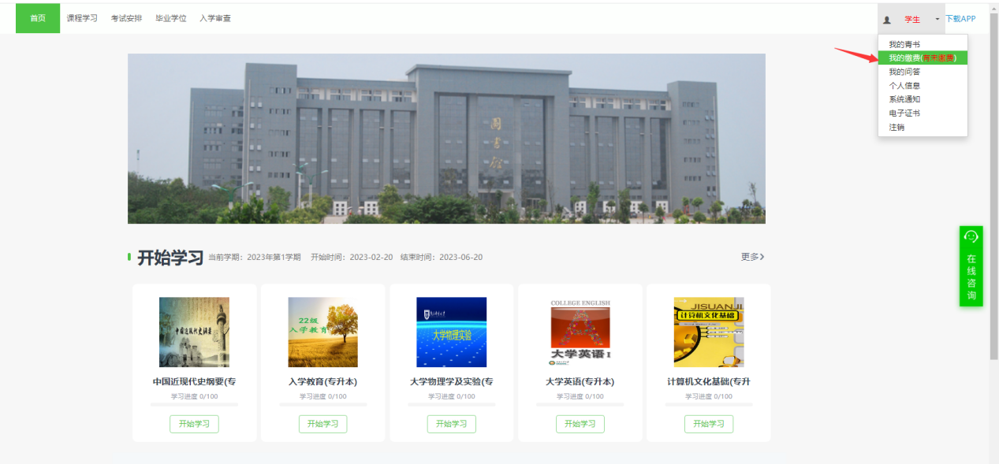 首页 课程学习 考试安排 毕业学位 入学审查 学生 下载APP
我的青书
我的缴费(有未缴费)
我的问答
个人信息
系统通知
电子证书
注销
图书馆
开始学习 当前学期：2023年第1学期 开始时间：2023-02-20 结束时间：2023-06-20 更多
在线咨询
中国近现代史纲要
22级
入学教育
大学物理实验
COLLEGE ENGLISH
大学英语 I
JISUANJI
计算机文化基础
中国近现代史纲要(专 入学教育(专升本) 大学物理学及实验(专 大学英语(专升本) 计算机文化基础(专升
学习进度 0/100 学习进度 0/100 学习进度 0/100 学习进度 0/100 学习进度 0/100
开始学习 开始学习 开始学习 开始学习 开始学习